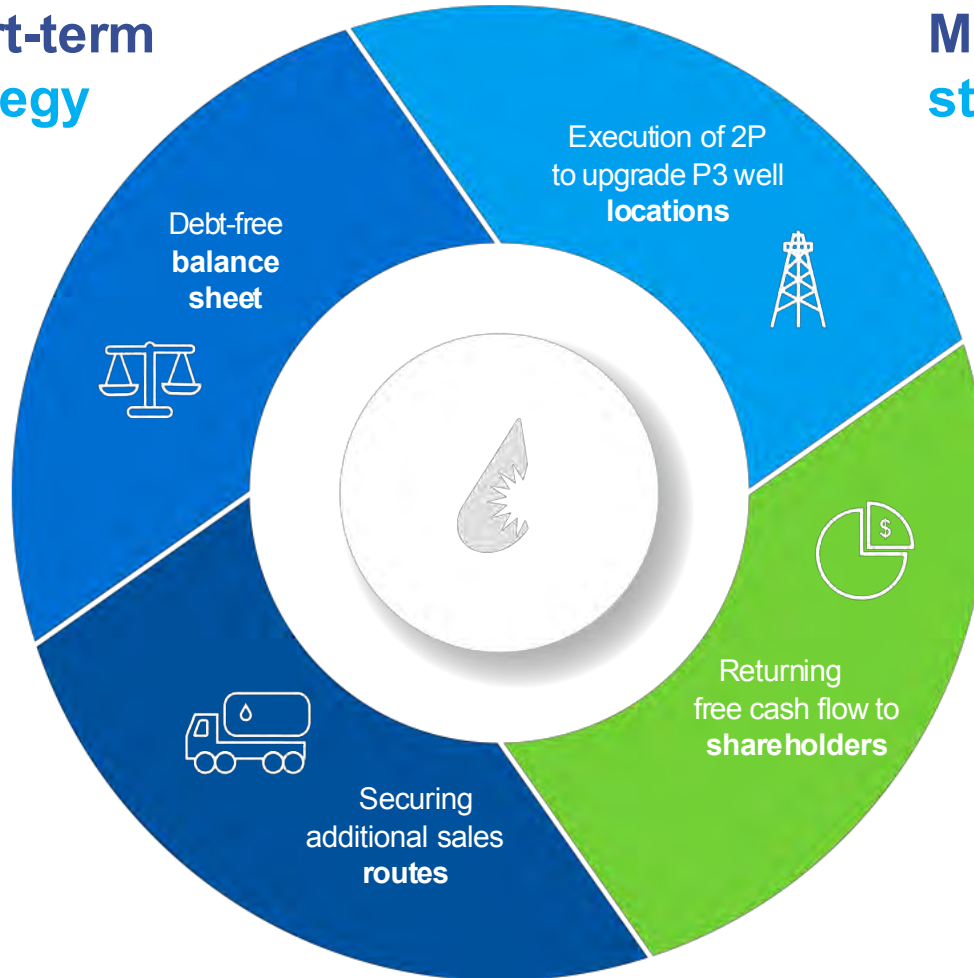 rt-term
egy
M
st
Execution of 2P
to upgrade P3 well
locations
Debt-free
balance
sheet
$
Returning
free cash flow to
shareholders
Securing
additional sales
routes